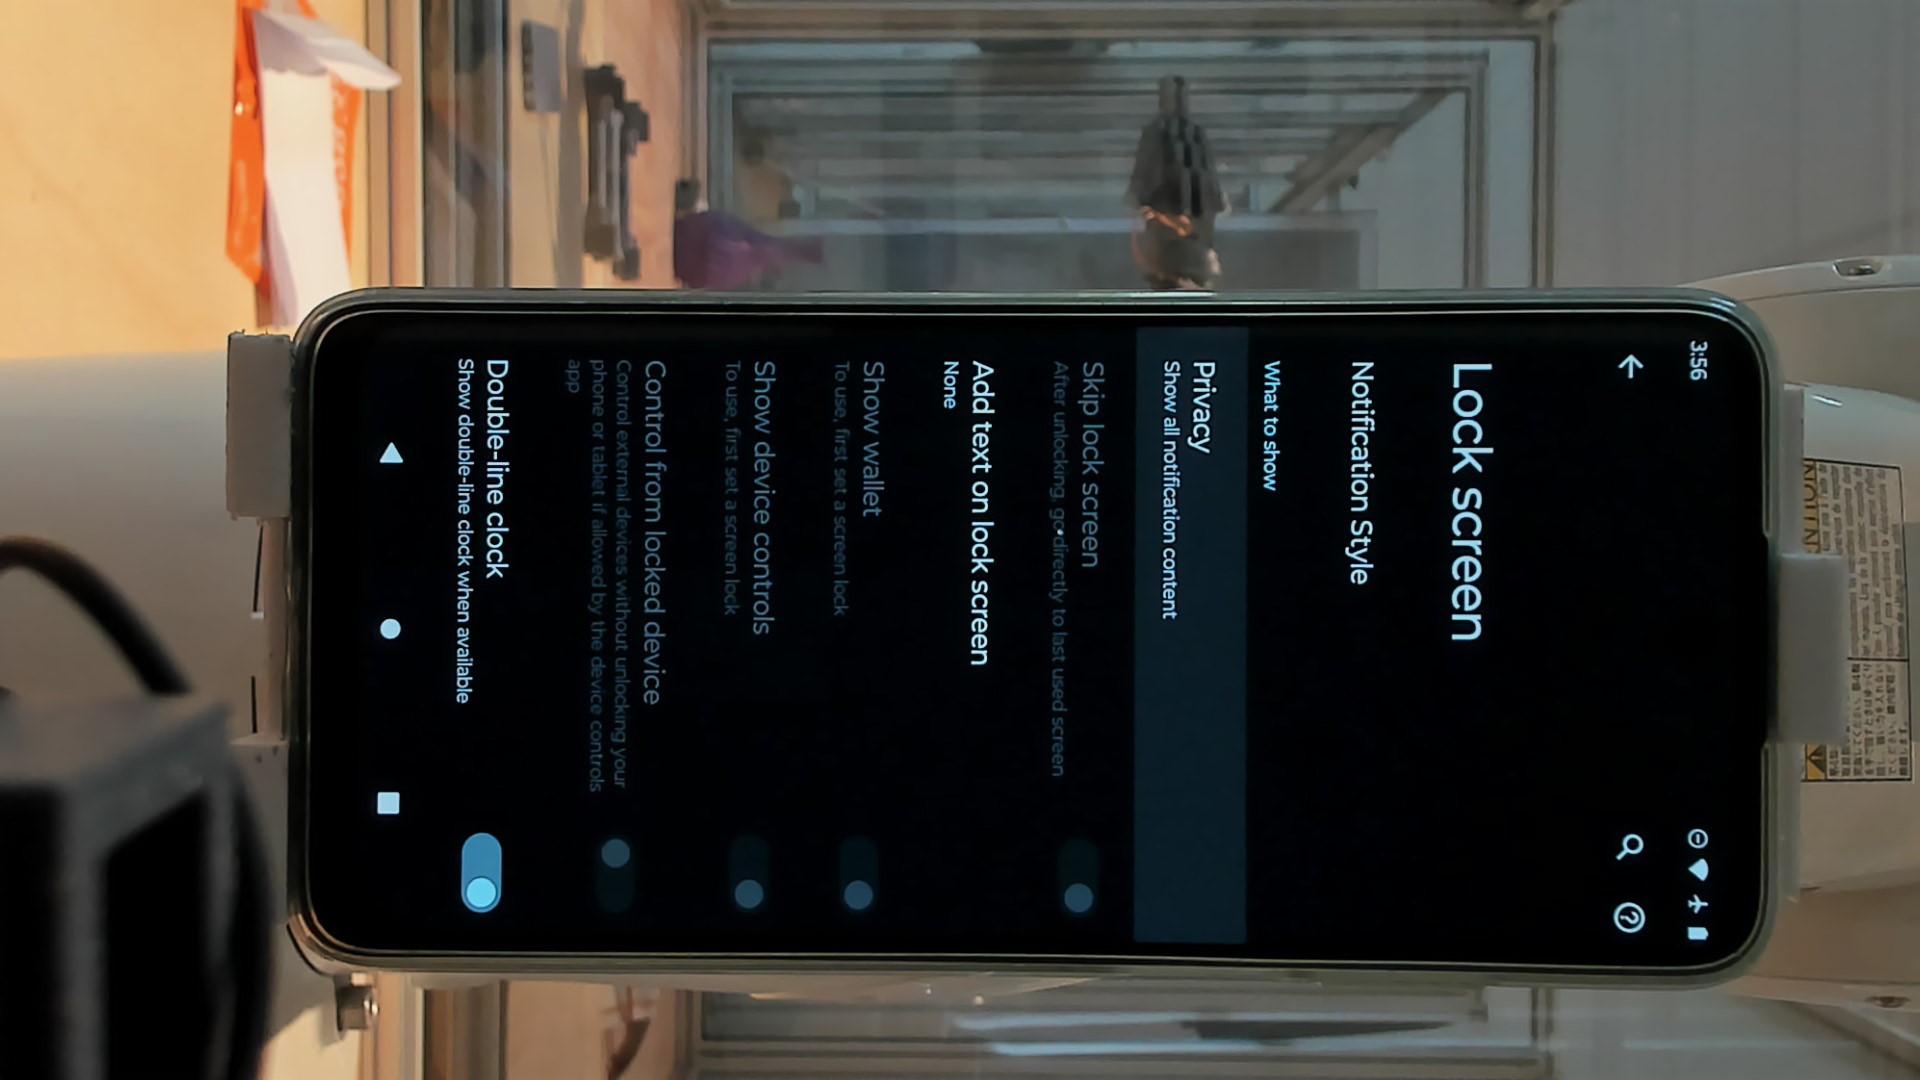 3:56
Lock screen
Notification Style
What to show
Privacy
Show all notification content
Skip lock screen
After unlocking, go directly to last used screen
Add text on lock screen
None
Show wallet
To use, first set a screen lock
Show device controls
To use, first set a screen lock
Control from locked device
Control external devices without unlocking your
phone or tablet if allowed by the device controls
app
Double-line clock
Show double-line clock when available